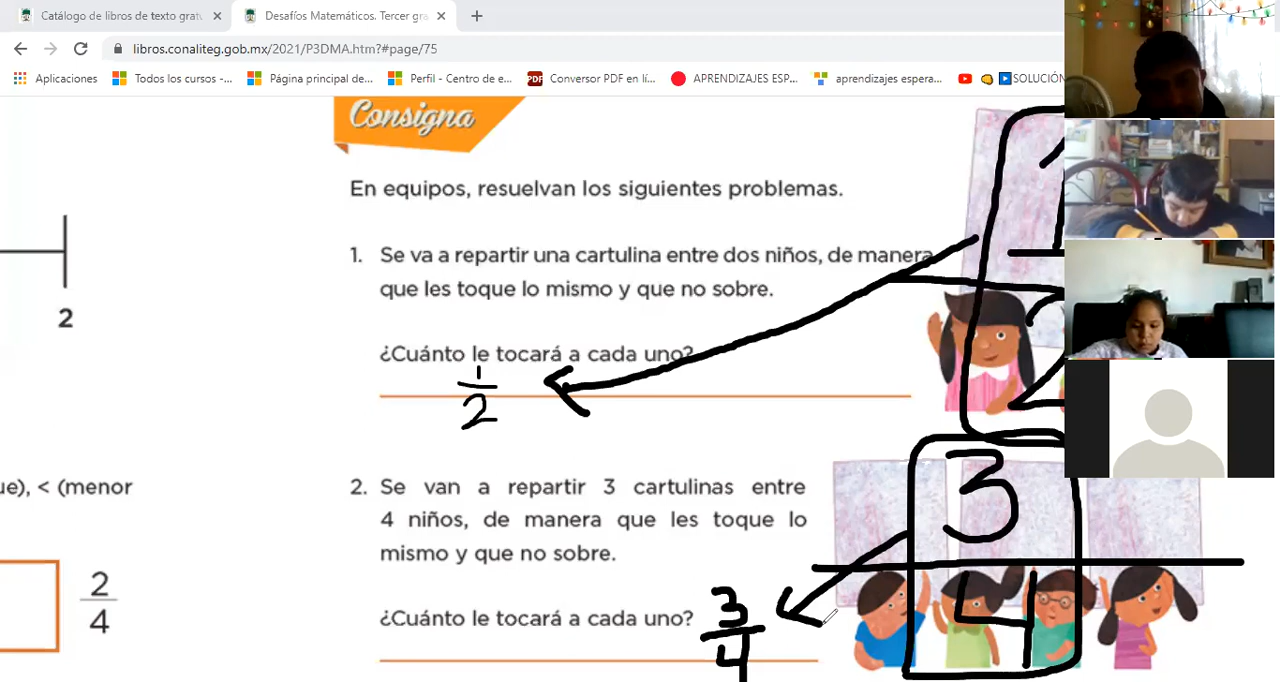 Catálogo de libros de texto gratu
Desafíos Matemáticos. Tercer gra
libros.conaliteg.gob.mx/2021/P3DMA.htm?#page/75
Aplicaciones
Todos los cursos -...
Página principal de...
Perfil - Centro de e...
PDF
Conversor PDF en lí...
APRENDIZAJES ESP...
aprendizajes espera...
SOLUCIÓN
Consigna
En equipos, resuelvan los siguientes problemas.
1. Se va a repartir una cartulina entre dos niños, de manera
que les toque lo mismo y que no sobre.
¿Cuánto le tocará a cada uno?
1
2
1
2
2
ue), < (menor
2
4
2. Se van a repartir 3 cartulinas entre
4 niños, de manera que les toque lo
mismo y que no sobre.
¿Cuánto le tocará a cada uno?
3
4
3
4